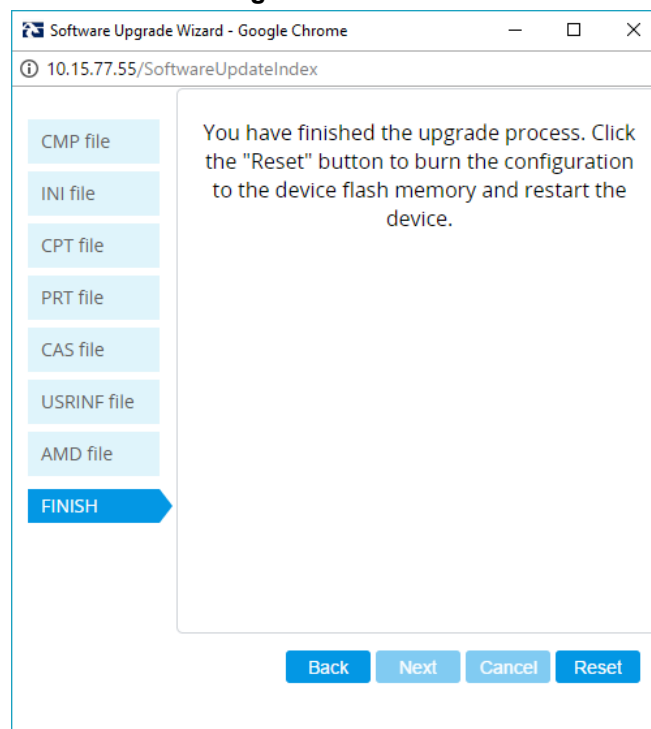 Software Upgrade Wizard - Google Chrome
10.15.77.55/SoftwareUpdateIndex
CMP file
INI file
CPT file
PRT file
CAS file
USRINF file
AMD file
FINISH
You have finished the upgrade process. Click
the "Reset" button to burn the configuration
to the device flash memory and restart the
device.
Back Next Cancel Reset